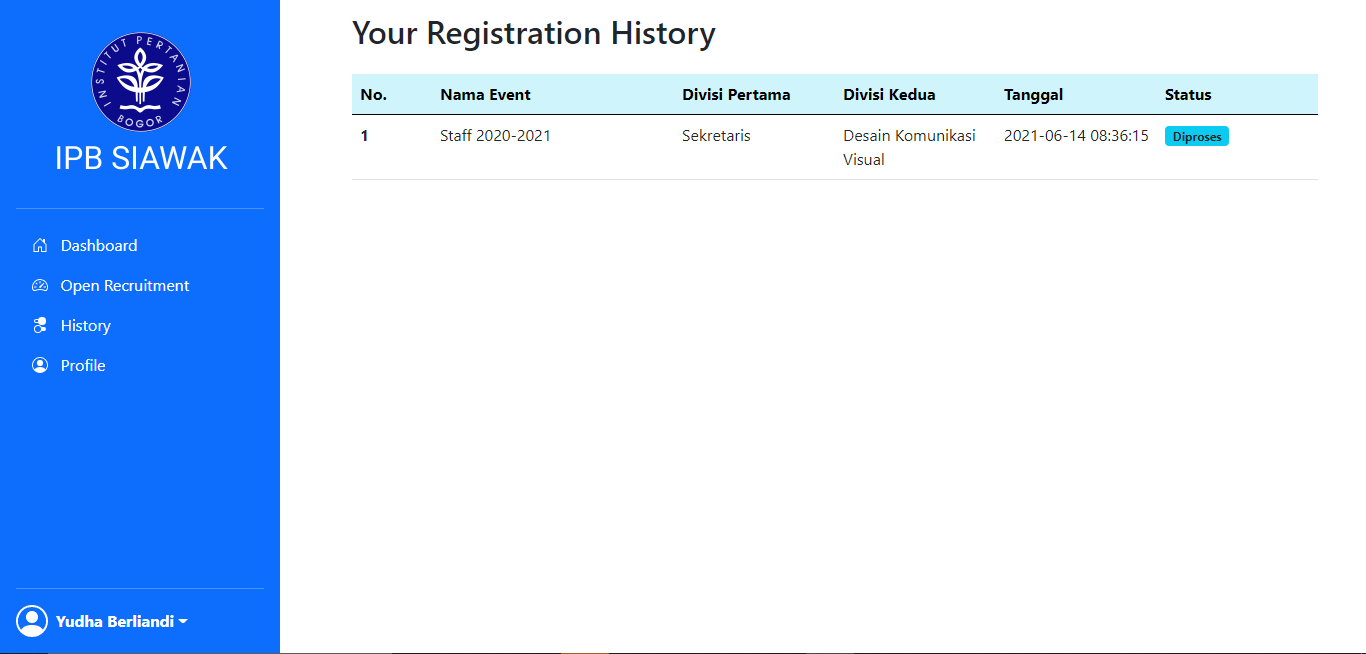 INSTITUT PERTANIAN
BOGOR
IPB SIAWAK
Dashboard
Open Recruitment
History
Profile
Yudha Berliandi
Your Registration History
No. Nama Event Divisi Pertama Divisi Kedua Tanggal Status
1 Staff 2020-2021 Sekretaris Desain Komunikasi 2021-06-14 08:36:15 Diproses
Visual